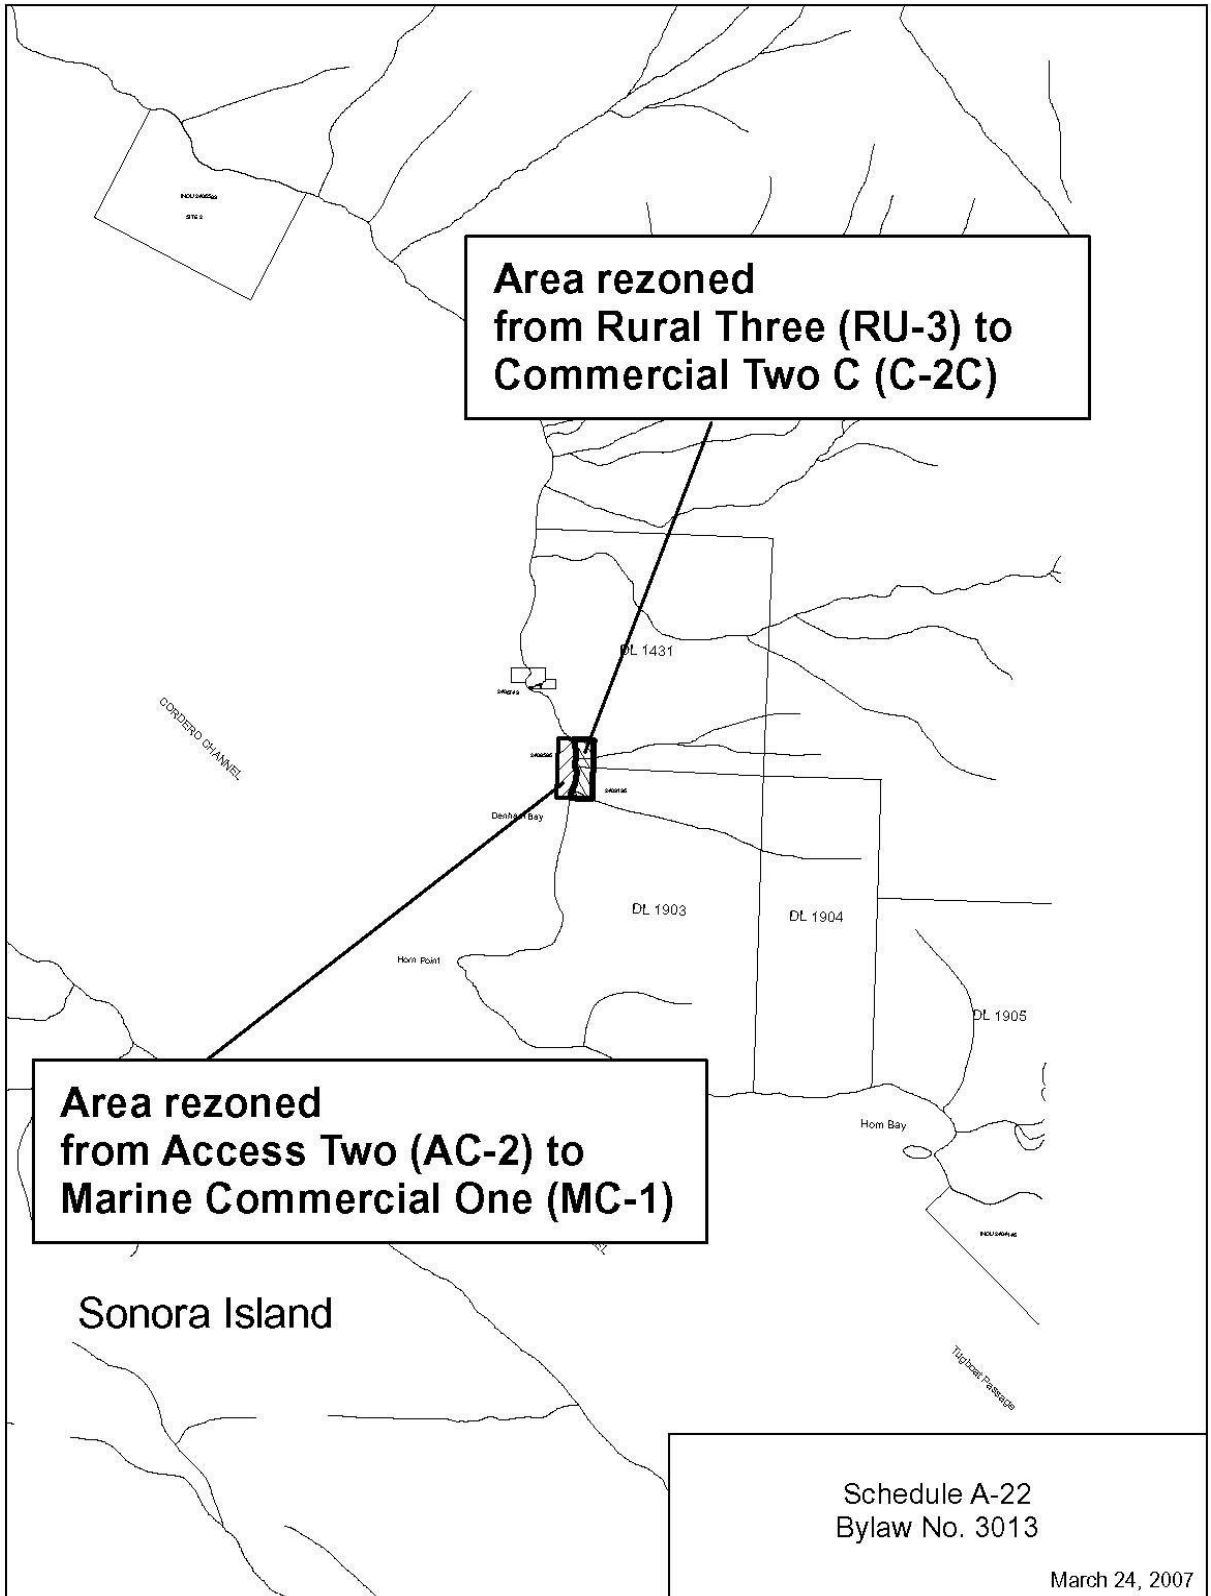 SITE 2
Area rezoned
from Rural Three (RU-3) to
Commercial Two C (C-2C)
DL 1431
CORDERO CHANNEL
Denham Bay
DL 1903
DL 1904
Horn Point
DL 1905
Area rezoned
from Access Two (AC-2) to
Marine Commercial One (MC-1)
Horn Bay
Sonora Island
Tugboat Passage
Schedule A-22
Bylaw No. 3013
March 24, 2007